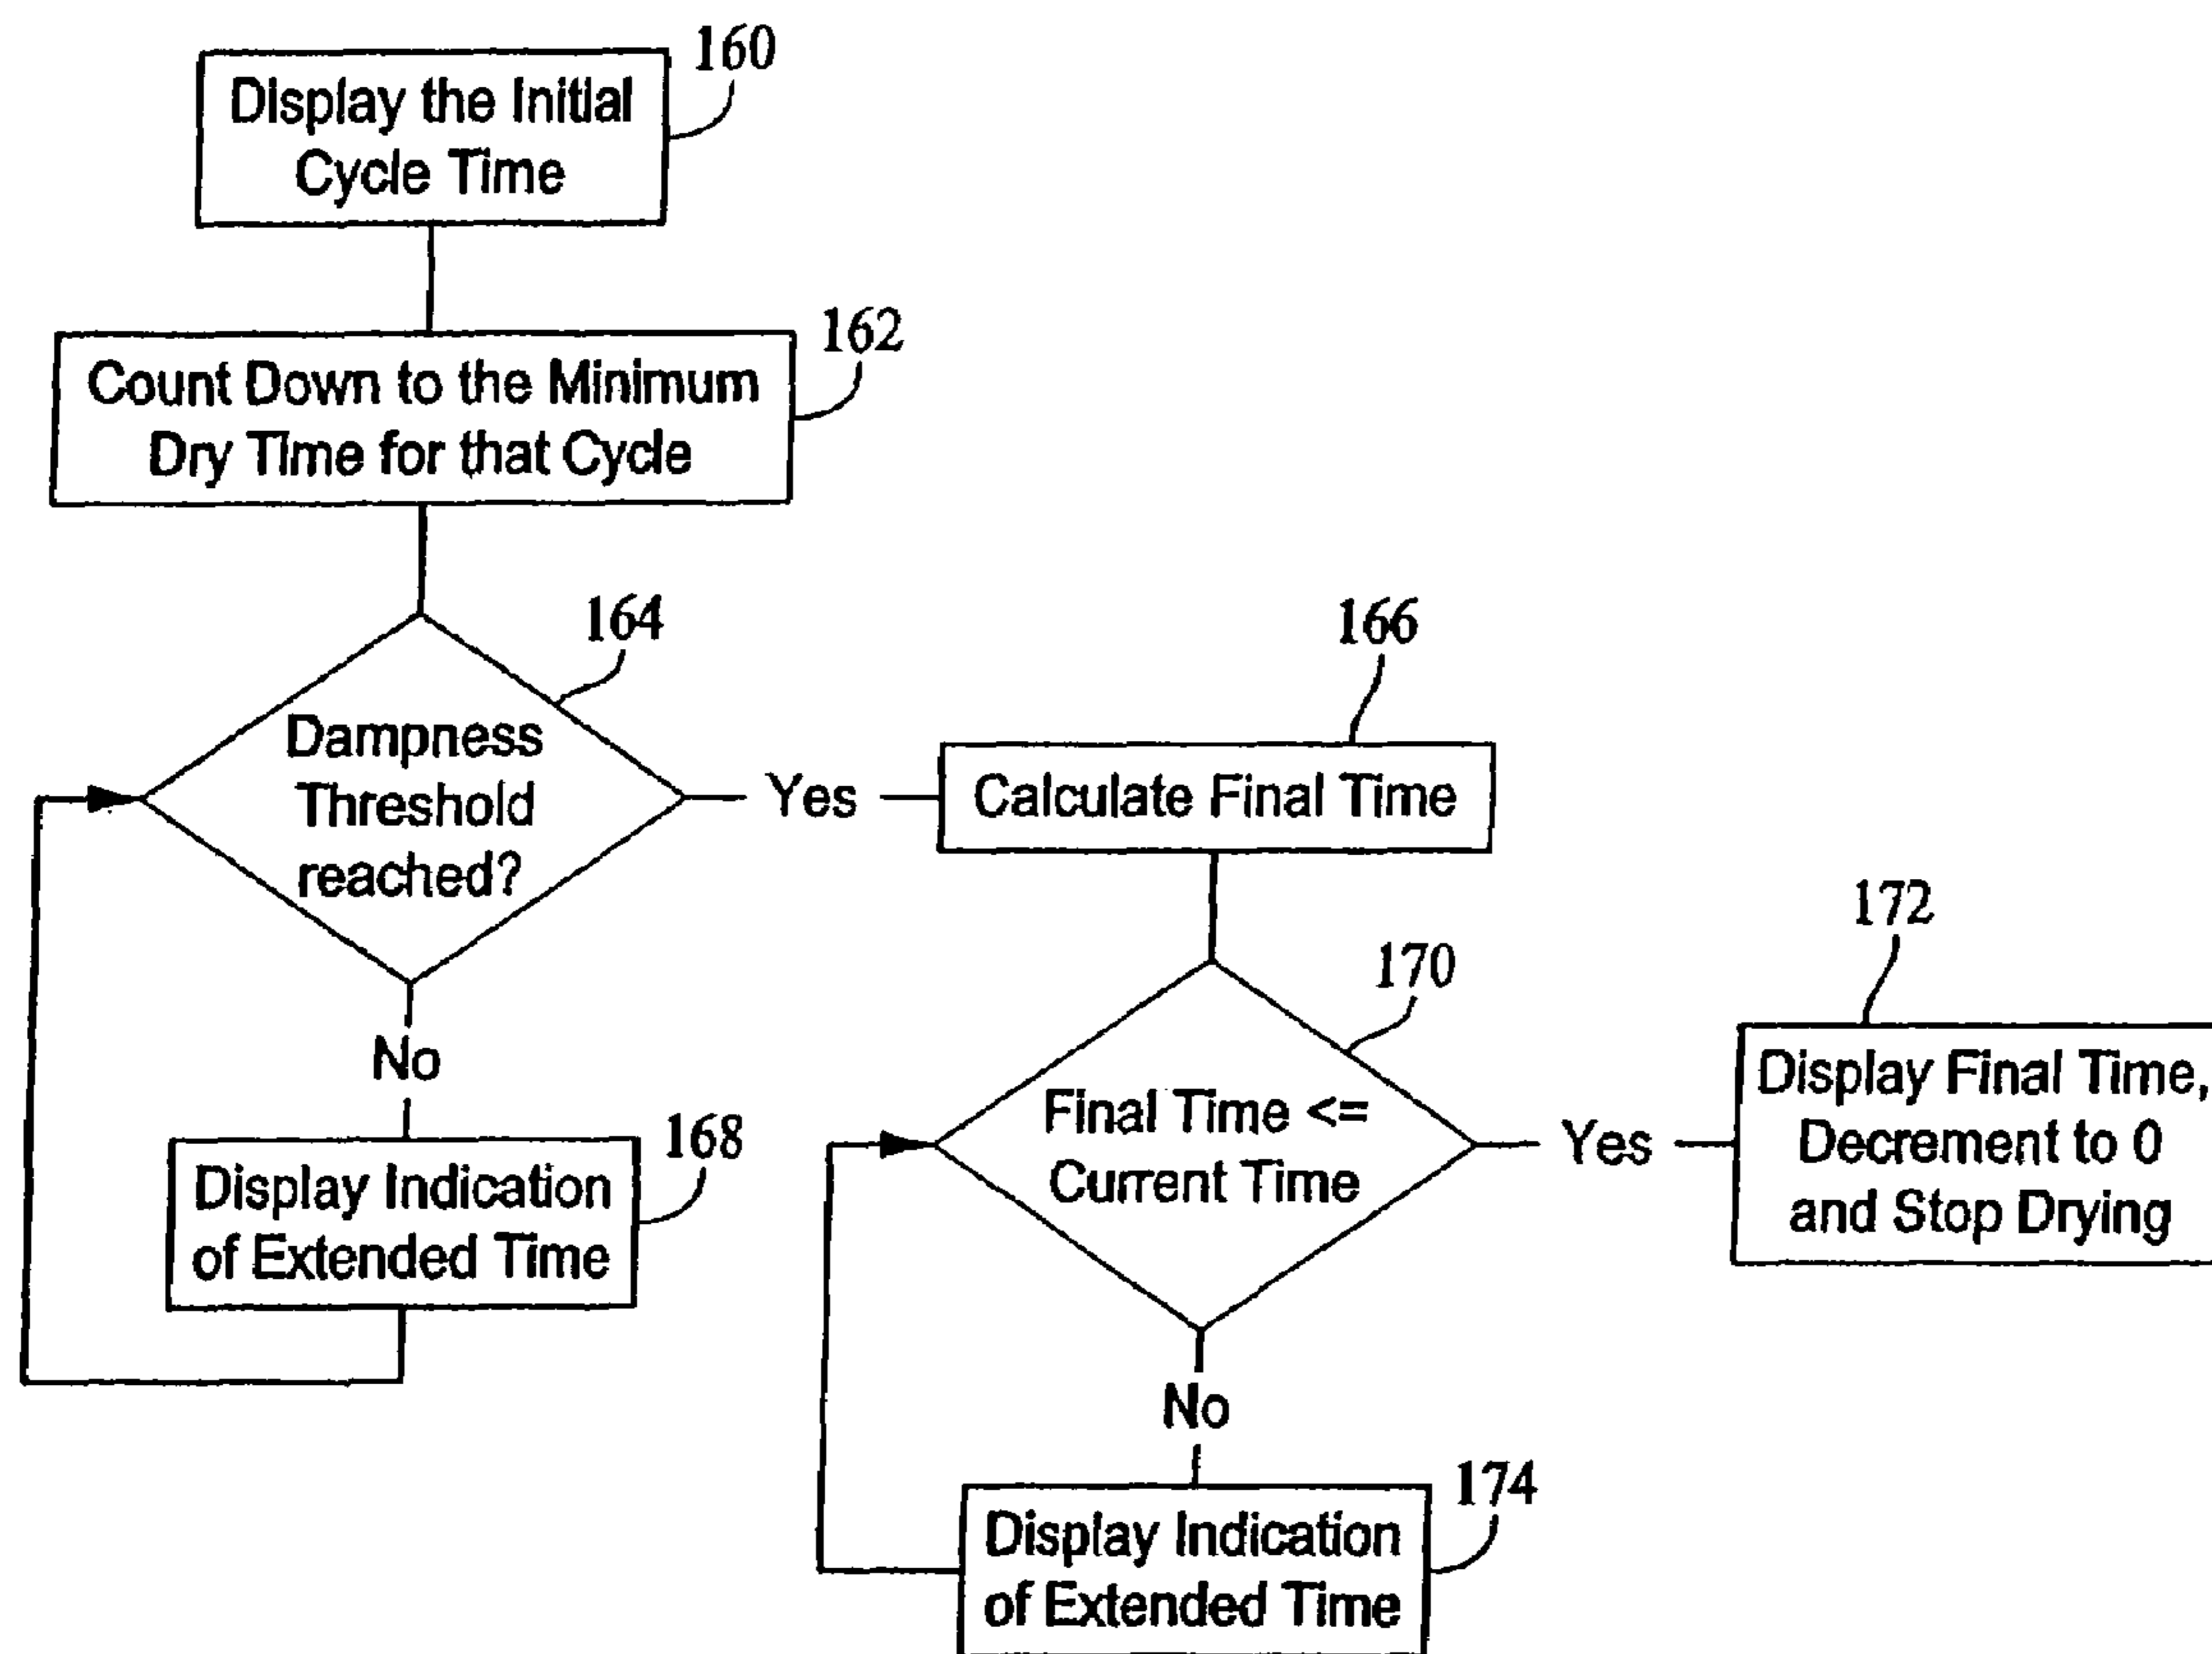 160
Display the Initial
Cycle Time
162
Count Down to the Minimum
Dry Time for that Cycle
164
Dampness
Threshold
reached?
Yes
166
Calculate Final Time
No
168
Display Indication
of Extended Time
170
Final Time <=
Current Time
Yes
172
Display Final Time,
Decrement to 0
and Stop Drying
No
174
Display Indication
of Extended Time